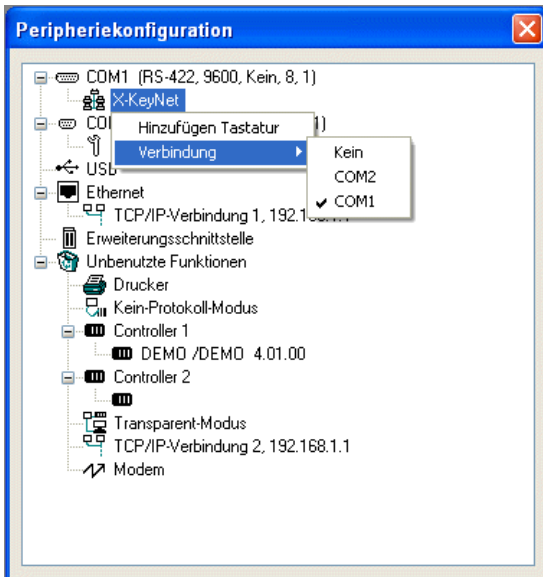 Peripheriekonfiguration
COM1 (RS-422, 9600, Kein, 8, 1)
X-KeyNet
Hinzufügen Tastatur
Verbindung
Kein
COM2
COM1
USB
Ethernet
TCP/IP-Verbindung 1,
Erweiterungsschnittstelle
Unbenutzte Funktionen
Drucker
Kein-Protokoll-Modus
Controller 1
DEMO /DEMO 4.01.00
Controller 2
Transparent-Modus
TCP/IP-Verbindung 2, 192.168.1.1
Modem